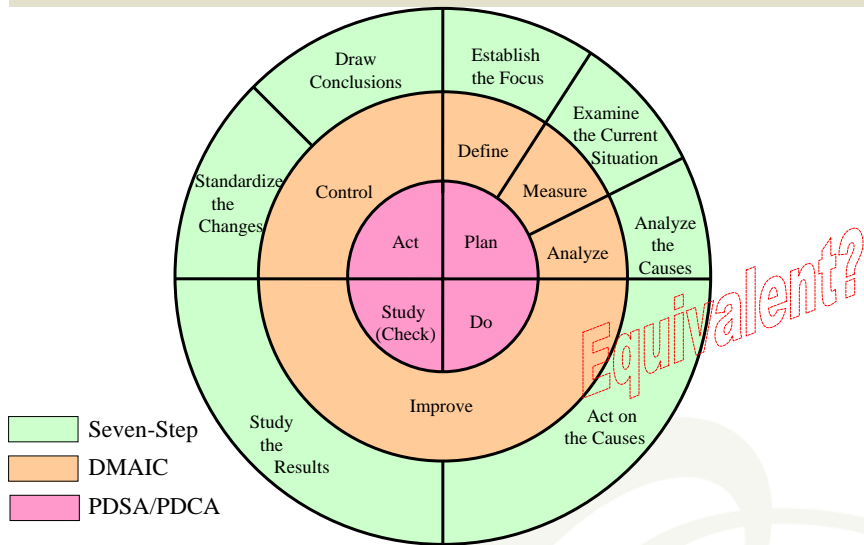 Draw
Conclusions
Establish
the Focus
Examine
the Current
Situation
Standardize
the
Changes
Control
Define
Measure
Analyze
Analyze
the
Causes
Act
Plan
Study
(Check)
Do
Equivalent?
Improve
Study
the
Results
Act on
the Causes
Seven-Step
DMAIC
PDSA/PDCA